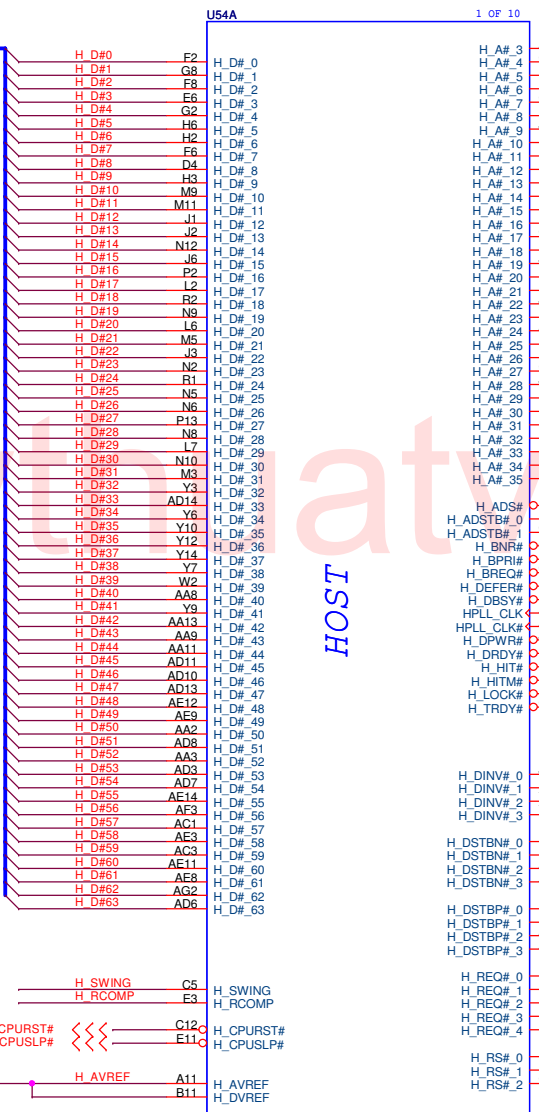 U54A 1 OF 10
H_D#0 F2 H_D#_0 H_A#_3
H_D#1 G8 H_D#_1 H_A#_4
H_D#2 F8 H_D#_2 H_A#_5
H_D#3 E6 H_D#_3 H_A#_6
H_D#4 G2 H_D#_4 H_A#_7
H_D#5 H6 H_D#_5 H_A#_8
H_D#6 H2 H_D#_6 H_A#_9
H_D#7 F6 H_D#_7 H_A#_10
H_D#8 D4 H_D#_8 H_A#_11
H_D#9 H3 H_D#_9 H_A#_12
H_D#10 M9 H_D#_10 H_A#_13
H_D#11 M11 H_D#_11 H_A#_14
H_D#12 J1 H_D#_12 H_A#_15
H_D#13 J2 H_D#_13 H_A#_16
H_D#14 N12 H_D#_14 H_A#_17
H_D#15 J6 H_D#_15 H_A#_18
H_D#16 P2 H_D#_16 H_A#_19
H_D#17 L2 H_D#_17 H_A#_20
H_D#18 R2 H_D#_18 H_A#_21
H_D#19 N9 H_D#_19 H_A#_22
H_D#20 L6 H_D#_20 H_A#_23
H_D#21 M5 H_D#_21 H_A#_24
H_D#22 J3 H_D#_22 H_A#_25
H_D#23 N2 H_D#_23 H_A#_26
H_D#24 R1 H_D#_24 H_A#_27
H_D#25 N5 H_D#_25 H_A#_28
H_D#26 N6 H_D#_26 H_A#_29
H_D#27 P13 H_D#_27 H_A#_30
H_D#28 N8 H_D#_28 H_A#_31
H_D#29 L7 H_D#_29 H_A#_32
H_D#30 N10 H_D#_30 H_A#_33
H_D#31 M3 H_D#_31 H_A#_34
H_D#32 Y3 H_D#_32 H_A#_35
H_D#33 AD14 H_D#_33
H_D#34 Y6 H_D#_34 H_ADS#
H_D#35 Y10 H_D#_35 H_ADSTB#_0
H_D#36 Y12 H_D#_36 H_ADSTB#_1
H_D#37 Y14 H_D#_37 H_BNR#
H_D#38 Y7 H_D#_38 H_BPRI#
H_D#39 W2 H_D#_39 H_BREQ#
H_D#40 AA8 H_D#_40 H_DEFER#
H_D#41 Y9 H_D#_41 H_DBSY#
H_D#42 AA13 H_D#_42 HPLL_CLK
H_D#43 AA9 H_D#_43 HPLL_CLK#
H_D#44 AA11 H_D#_44 H_DPWR#
H_D#45 AD11 H_D#_45 H_DRDY#
H_D#46 AD10 H_D#_46 H_HIT#
H_D#47 AD13 H_D#_47 H_HITM#
H_D#48 AE12 H_D#_48 H_LOCK#
H_D#49 AE9 H_D#_49 H_TRDY#
H_D#50 AA2 H_D#_50
H_D#51 AD8 H_D#_51
H_D#52 AA3 H_D#_52
H_D#53 AD3 H_D#_53 H_DINV#_0
H_D#54 AD7 H_D#_54 H_DINV#_1
H_D#55 AE14 H_D#_55 H_DINV#_2
H_D#56 AF3 H_D#_56 H_DINV#_3
H_D#57 AC1 H_D#_57
H_D#58 AE3 H_D#_58 H_DSTBN#_0
H_D#59 AC3 H_D#_59 H_DSTBN#_1
H_D#60 AE11 H_D#_60 H_DSTBN#_2
H_D#61 AE8 H_D#_61 H_DSTBN#_3
H_D#62 AG2 H_D#_62
H_D#63 AD6 H_D#_63 H_DSTBP#_0
H_DSTBP#_1
H_DSTBP#_2
H_DSTBP#_3
H_REQ#_0
H_SWING C5 H_SWING H_REQ#_1
H_RCOMP E3 H_RCOMP H_REQ#_2
H_REQ#_3
CPURST# C12 H_CPURST# H_REQ#_4
CPUSLP# E11 H_CPUSLP#
H_RS#_0
H_RS#_1
H_AVREF A11 H_AVREF H_RS#_2
B11 H_DVREF
HOST
thuaty